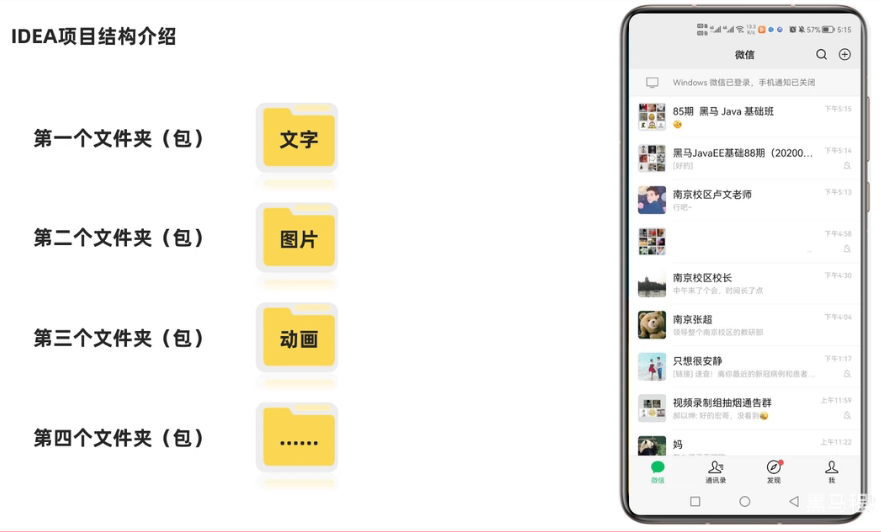 IDEA项目结构介绍
第一个文件夹（包）
文字
第二个文件夹（包）
图片
第三个文件夹（包）
动画
第四个文件夹（包）
······
57% 5:15
微信
Windows 微信已登录，手机通知已关闭
85期 黑马 Java 基础班
下午5:15
黑马JavaEE基础88期（20200...
下午5:14
[好的]
南京校区卢文老师
下午5:13
行吧~
下午4:58
南京校区校长
下午4:30
中午来了个会，时间长了点
南京张超
下午4:04
领导整个南京校区的教研部
只想很安静
下午1:17
[链接] 速查！离你最近的新冠病例和患者...
视频录制组抽烟通告群
上午11:59
郝以坤: 好的宏哥，没看到
妈
上午11:22
微信
通讯录
发现
我